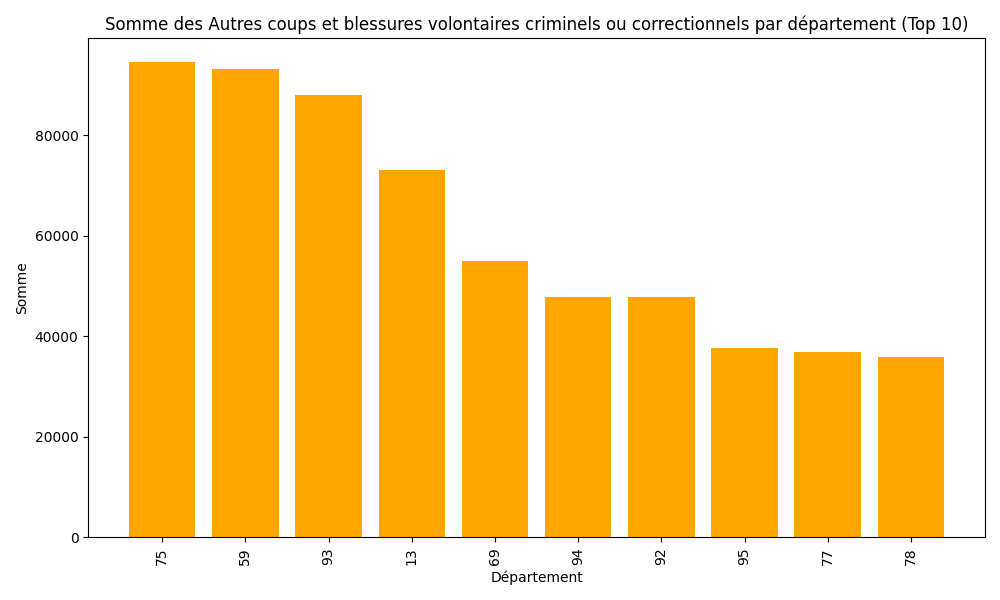 Somme des Autres coups et blessures volontaires criminels ou correctionnels par département (Top 10)
80000
60000
40000
20000
0
Somme
75 59 93 13 69 94 92 95 77 78
Département